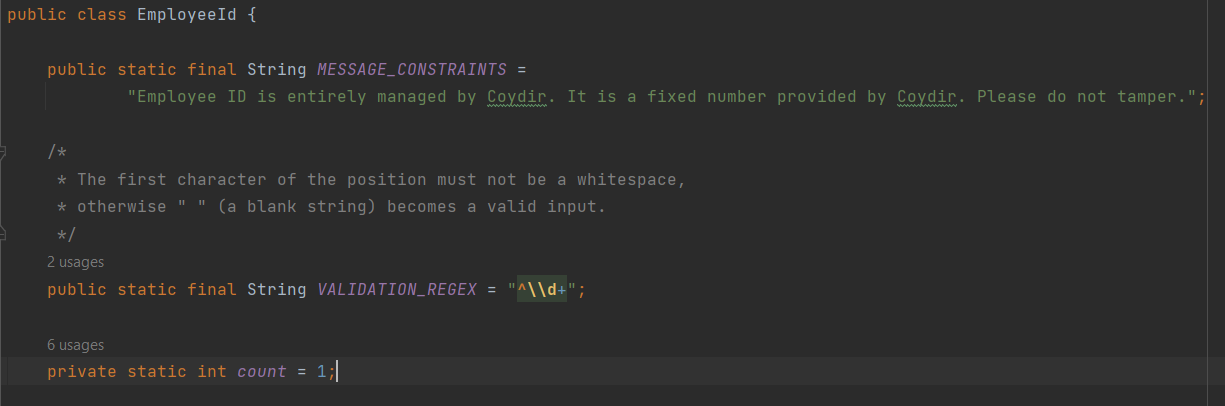 public class EmployeeId {
public static final String MESSAGE_CONSTRAINTS =
"Employee ID is entirely managed by Coydir. It is a fixed number provided by Coydir. Please do not tamper.";
/*
* The first character of the position must not be a whitespace,
* otherwise " " (a blank string) becomes a valid input.
*/
2 usages
public static final String VALIDATION_REGEX = "^\\d+";
6 usages
private static int count = 1;